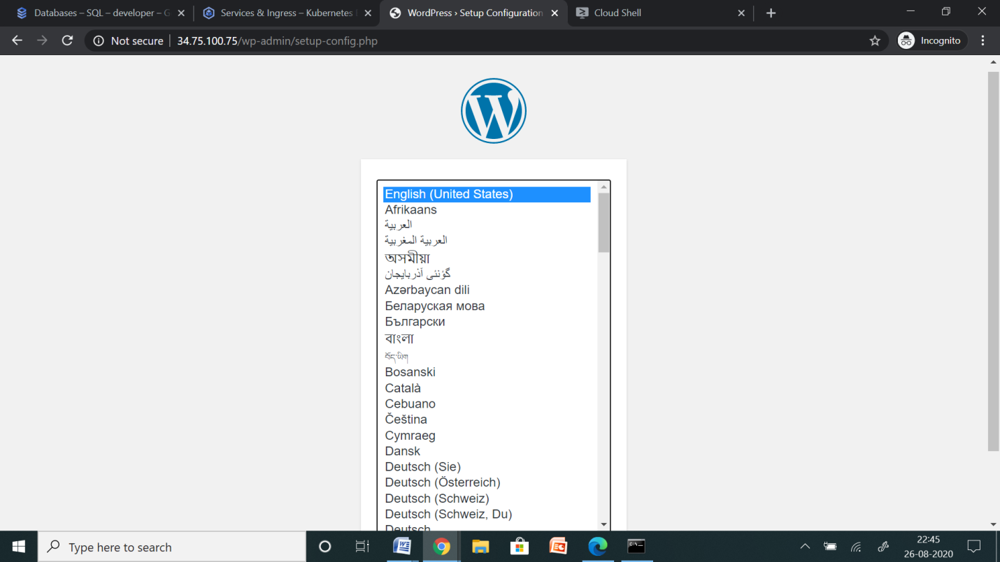 Databases – SQL – developer – G
Services & Ingress – Kubernetes
WordPress › Setup Configuration
Cloud Shell
Not secure
34.75.100.75/wp-admin/setup-config.php
Incognito
English (United States)
Afrikaans
العربية
العربية المغربية
অসমীয়া
گؤنئی آذربایجان
Azərbaycan dili
Беларуская мова
Български
বাংলা
བོད་ཡིག
Bosanski
Català
Cebuano
Čeština
Cymraeg
Dansk
Deutsch (Sie)
Deutsch (Österreich)
Deutsch (Schweiz)
Deutsch (Schweiz, Du)
Deutsch
Type here to search
22:45
26-08-2020